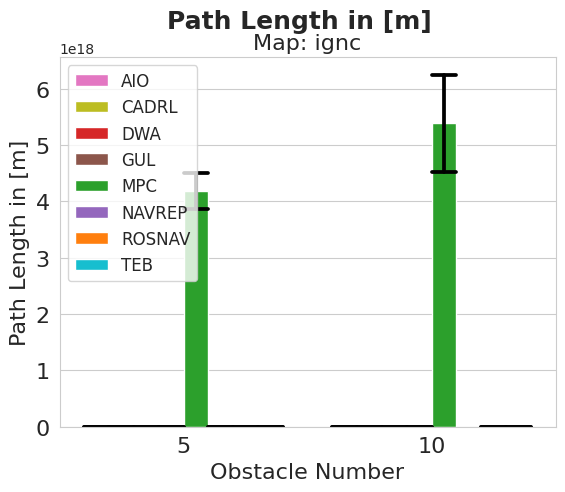 Path Length in [m]
Map: ignc
1e18
AIO
CADRL
DWA
GUL
MPC
NAVREP
ROSNAV
TEB
6
5
4
3
2
1
0
Path Length in [m]
5
10
Obstacle Number